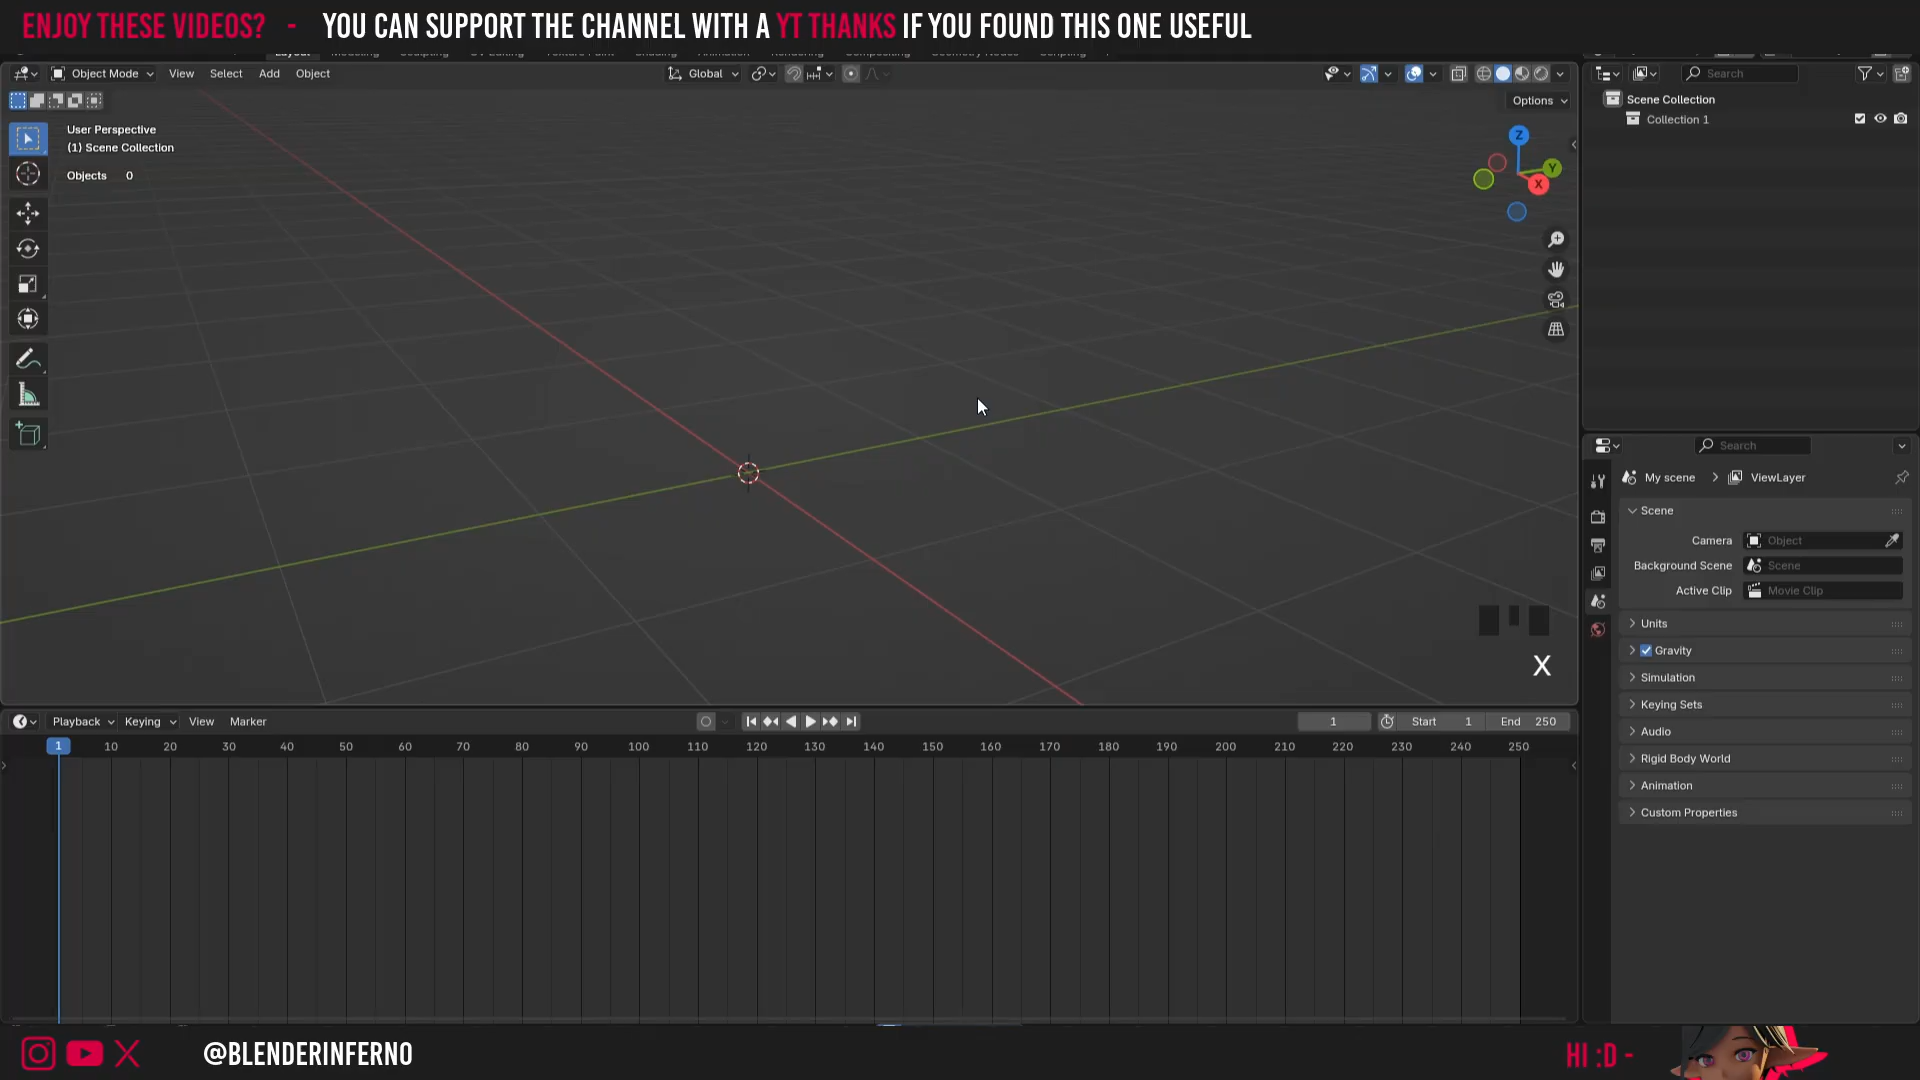 ENJOY THESE VIDEOS? - YOU CAN SUPPORT THE CHANNEL WITH A YT THANKS IF YOU FOUND THIS ONE USEFUL
Object Mode View Select Add Object Global
Search
Options
Scene Collection
Collection 1
User Perspective
(1) Scene Collection
Objects 0
Z
Y
X
Search
My scene > ViewLayer
Scene
Camera Object
Background Scene Scene
Active Clip Movie Clip
Units
Gravity
Simulation
Keying Sets
Audio
Rigid Body World
Animation
Custom Properties
X
Playback Keying View Marker 1 Start 1 End 250
1 10 20 30 40 50 60 70 80 90 100 110 120 130 140 150 160 170 180 190 200 210 220 230 240 250
@BLENDERINFERNO
HI :D -